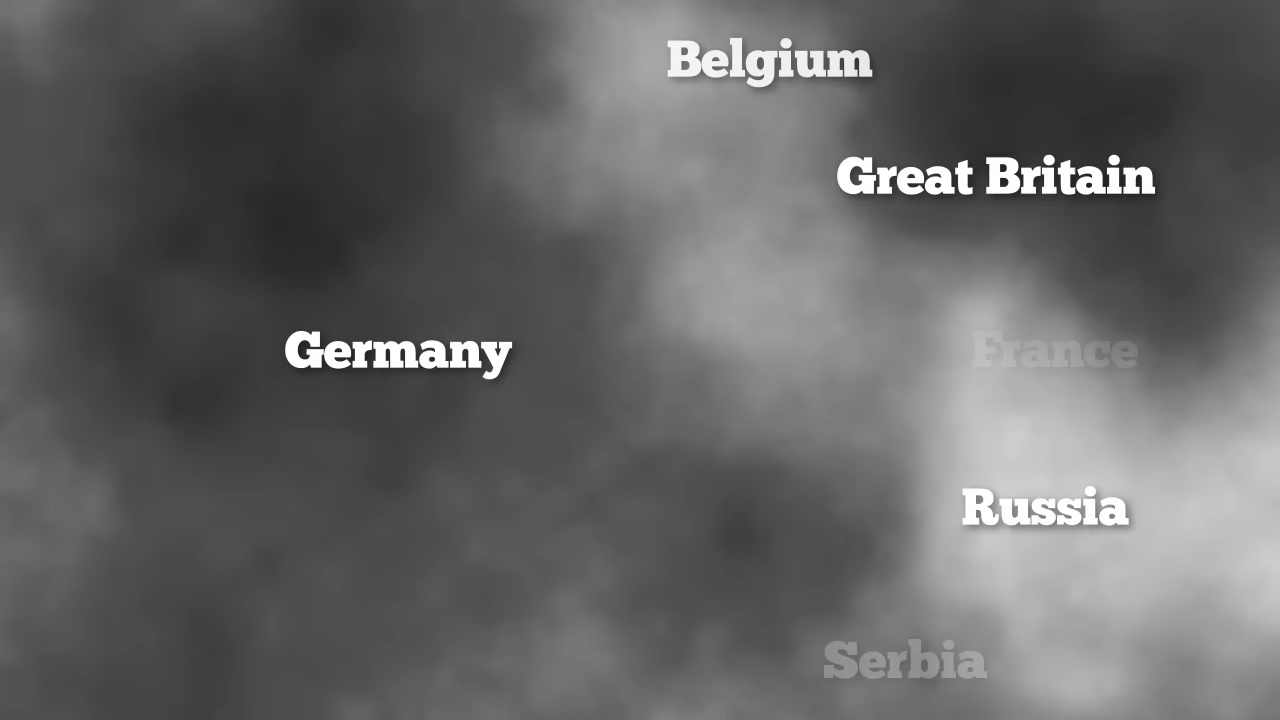 Belgium
Great Britain
Germany
France
Russia
Serbia